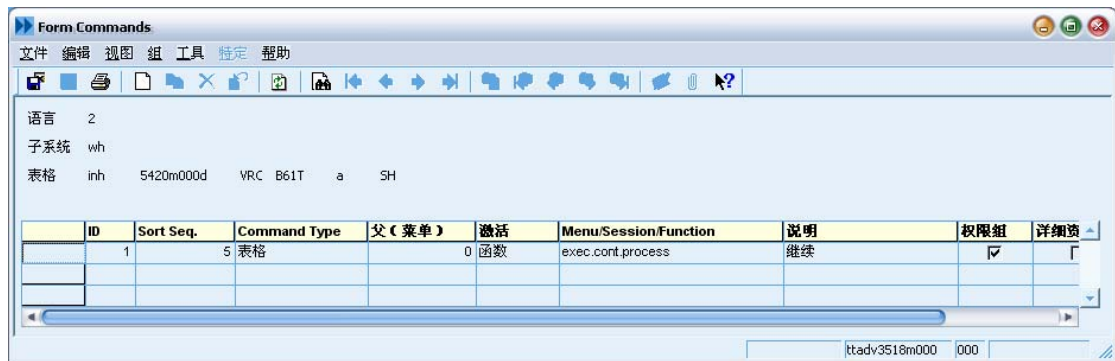 Form Commands
文件 编辑 视图 组 工具 特定 帮助
语言 2
子系统 wh
表格 inh 5420m000d VRC B61T a SH
ID Sort Seq. Command Type 父(菜单) 激活 Menu/Session/Function 说明 权限组 详细资
1 5 表格 0 函数 exec.cont.process 继续
ttadv3518m000 000